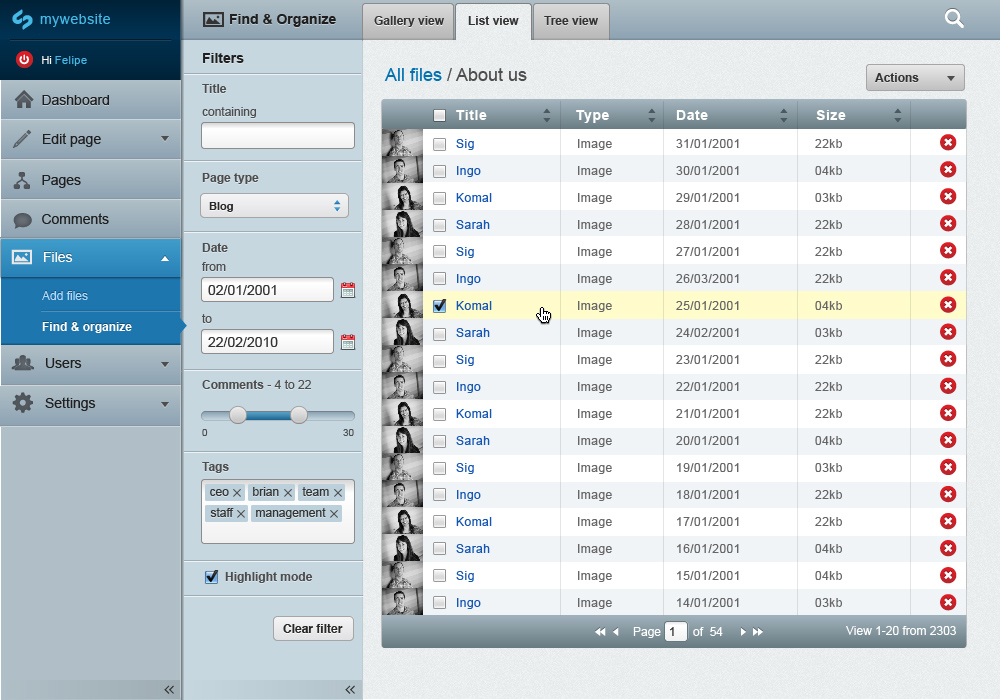 mywebsite
Hi Felipe
Dashboard
Edit page
Pages
Comments
Files
Add files
Find & organize
Users
Settings
«
Find & Organize
Filters
Title
containing
Page type
Blog
Date
from
02/01/2001
to
22/02/2010
Comments - 4 to 22
0 30
Tags
ceo × brian × team ×
staff × management ×
Highlight mode
Clear filter
«
Gallery view List view Tree view
All files / About us
Actions
Title Type Date Size
Sig Image 31/01/2001 22kb
Ingo Image 30/01/2001 04kb
Komal Image 29/01/2001 03kb
Sarah Image 28/01/2001 22kb
Sig Image 27/01/2001 22kb
Ingo Image 26/03/2001 22kb
Komal Image 25/01/2001 04kb
Sarah Image 24/02/2001 03kb
Sig Image 23/01/2001 22kb
Ingo Image 22/01/2001 22kb
Komal Image 21/01/2001 22kb
Sarah Image 20/01/2001 04kb
Sig Image 19/01/2001 03kb
Ingo Image 18/01/2001 22kb
Komal Image 17/01/2001 22kb
Sarah Image 16/01/2001 04kb
Sig Image 15/01/2001 04kb
Ingo Image 14/01/2001 03kb
Page 1 of 54
View 1-20 from 2303